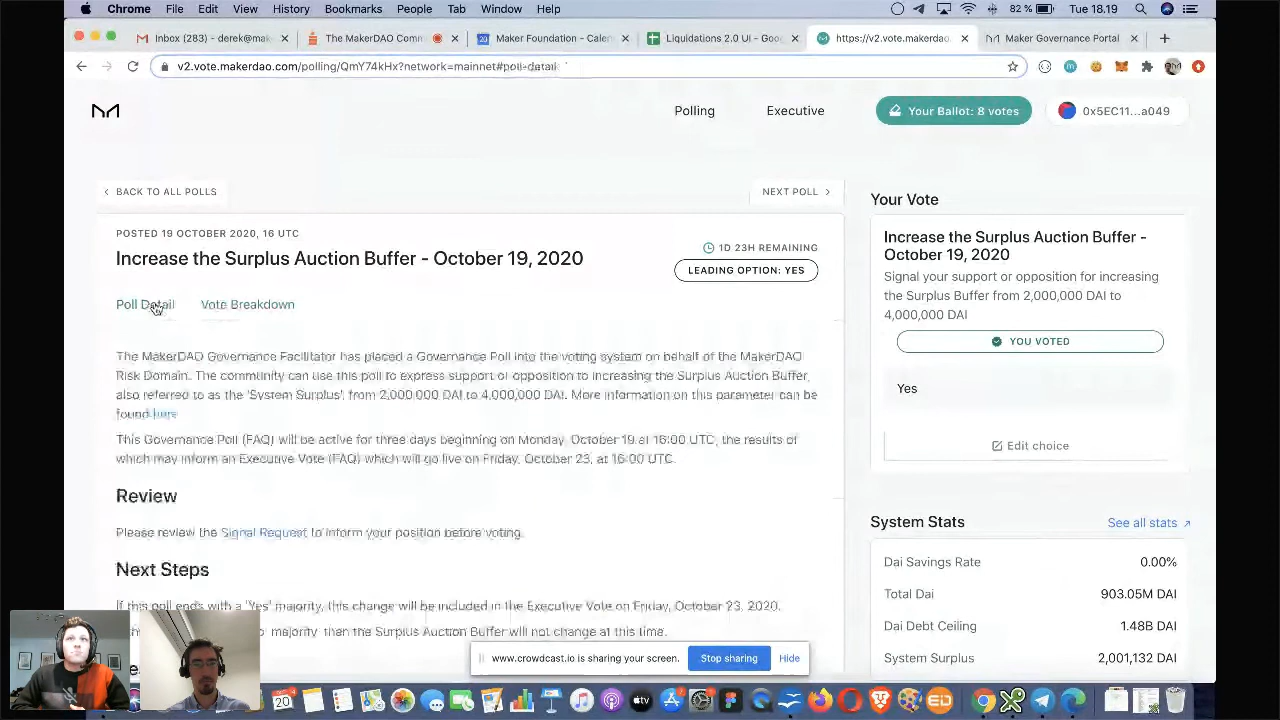 Chrome File Edit View History Bookmarks People Tab Window Help 82% Tue 18.19
Inbox (283) - derek@mak The MakerDAO Comm Maker Foundation - Calen Liquidations 2.0 UI - Goog https://v2.vote.makerdao. Maker Governance Portal
v2.vote.makerdao.com/polling/QmY74kHx?network=mainnet#poll-detail
Polling Executive Your Ballot: 8 votes 0x5EC11...a049
BACK TO ALL POLLS NEXT POLL
POSTED 19 OCTOBER 2020, 16 UTC
1D 23H REMAINING
Increase the Surplus Auction Buffer - October 19, 2020
LEADING OPTION: YES
Poll Detail Vote Breakdown
The MakerDAO Governance Facilitator has placed a Governance Poll into the voting system on behalf of the MakerDAO
Risk Domain. The community can use this poll to express support or opposition to increasing the Surplus Auction Buffer,
also referred to as the 'System Surplus' from 2,000,000 DAI to 4,000,000 DAI. More information on this parameter can be
found here.
This Governance Poll (FAQ) will be active for three days beginning on Monday, October 19 at 16:00 UTC, the results of
which may inform an Executive Vote (FAQ) which will go live on Friday, October 23, at 16:00 UTC.
Review
Please review the Signal Request to inform your position before voting.
Next Steps
If this poll ends with a 'Yes' majority, this change will be included in the Executive Vote on Friday, October 23, 2020.
majority, than the Surplus Auction Buffer will not change at this time.
Your Vote
Increase the Surplus Auction Buffer -
October 19, 2020
Signal your support or opposition for increasing
the Surplus Buffer from 2,000,000 DAI to
4,000,000 DAI
YOU VOTED
Yes
Edit choice
System Stats See all stats
Dai Savings Rate 0.00%
Total Dai 903.05M DAI
Dai Debt Ceiling 1.48B DAI
System Surplus 2,001,132 DAI
www.crowdcast.io is sharing your screen. Stop sharing Hide